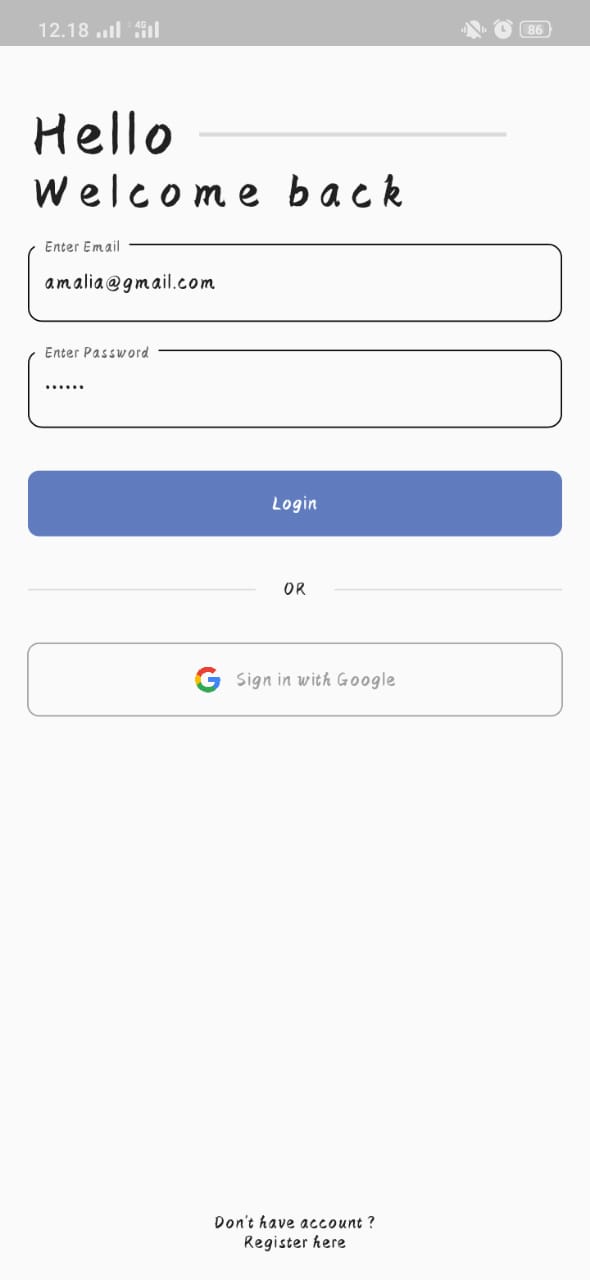 12.18 4G 86
Hello
Welcome back
Enter Email
amalia@gmail.com
Enter Password
••••••
Login
OR
Sign in with Google
Don't have account ?
Register here